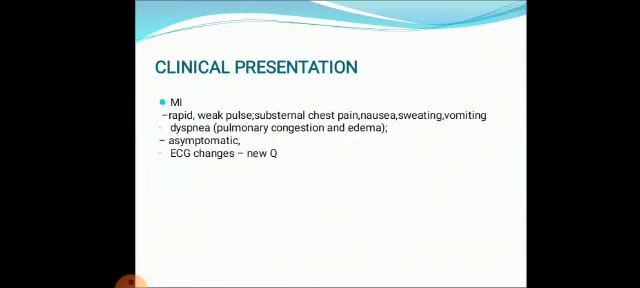 CLINICAL PRESENTATION
MI
–rapid, weak pulse;substernal chest pain,nausea,sweating,vomiting
- dyspnea (pulmonary congestion and edema);
– asymptomatic,
- ECG changes – new Q